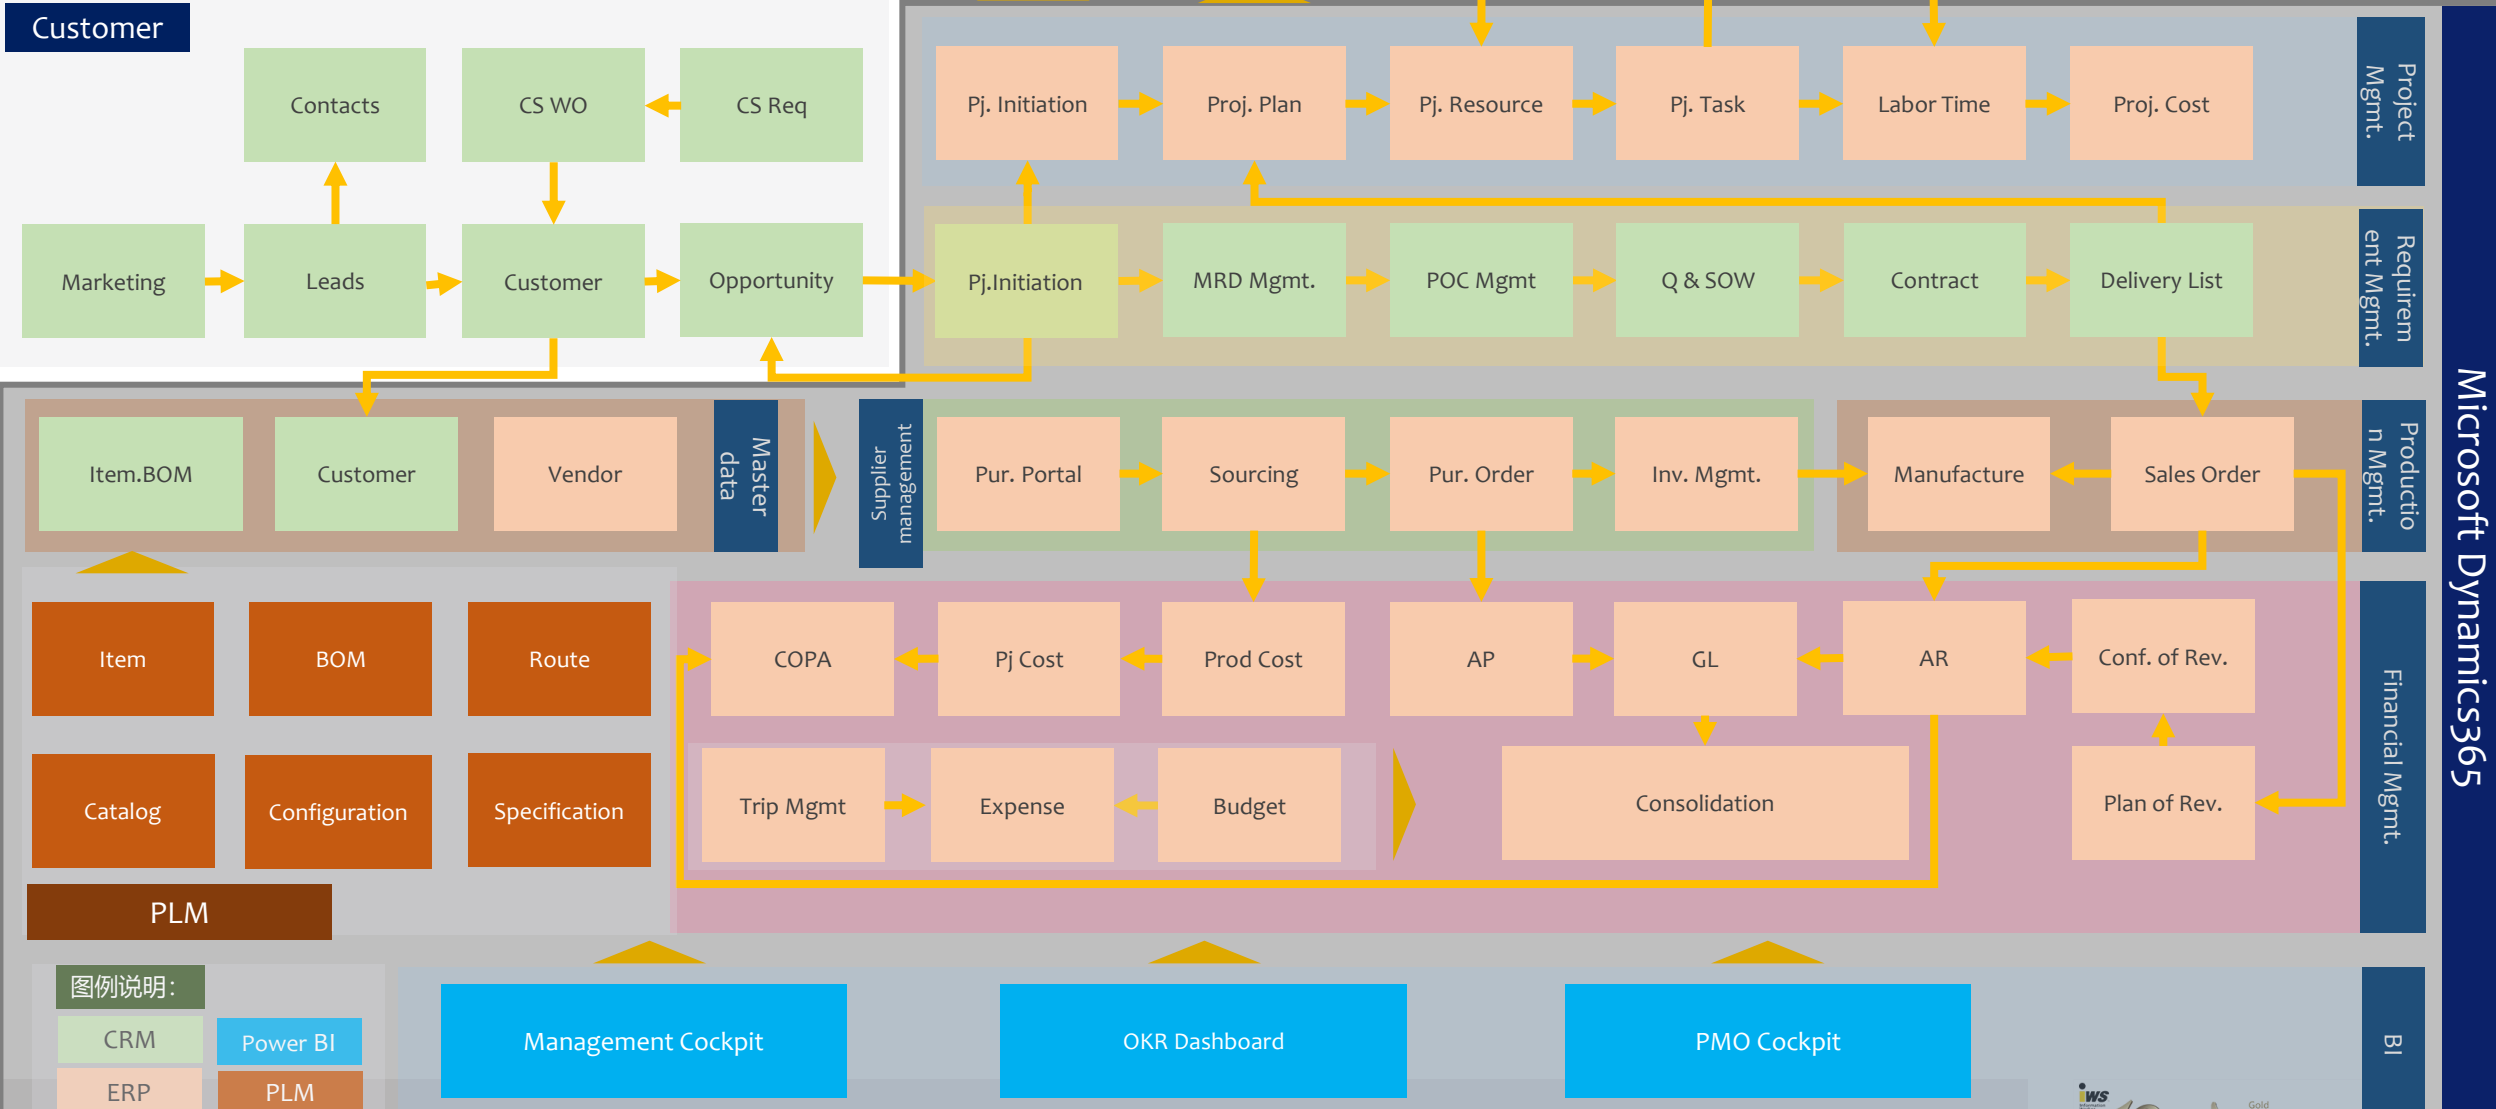 Customer
Contacts
CS WO
CS Req
Marketing
Leads
Customer
Opportunity
Pj. Initiation
Proj. Plan
Pj. Resource
Pj. Task
Labor Time
Proj. Cost
Project
Mgmt.
Pj.Initiation
MRD Mgmt.
POC Mgmt
Q & SOW
Contract
Delivery List
Requirem
ent Mgmt.
Microsoft Dynamics365
Item.BOM
Customer
Vendor
Master
data
Supplier
management
Pur. Portal
Sourcing
Pur. Order
Inv. Mgmt.
Manufacture
Sales Order
Productio
n Mgmt.
Item
BOM
Route
Catalog
Configuration
Specification
PLM
COPA
Pj Cost
Prod Cost
AP
GL
AR
Conf. of Rev.
Trip Mgmt
Expense
Budget
Consolidation
Plan of Rev.
Financial Mgmt.
图例说明：
CRM
Power BI
ERP
PLM
Management Cockpit
OKR Dashboard
PMO Cockpit
BI
iws
Gold